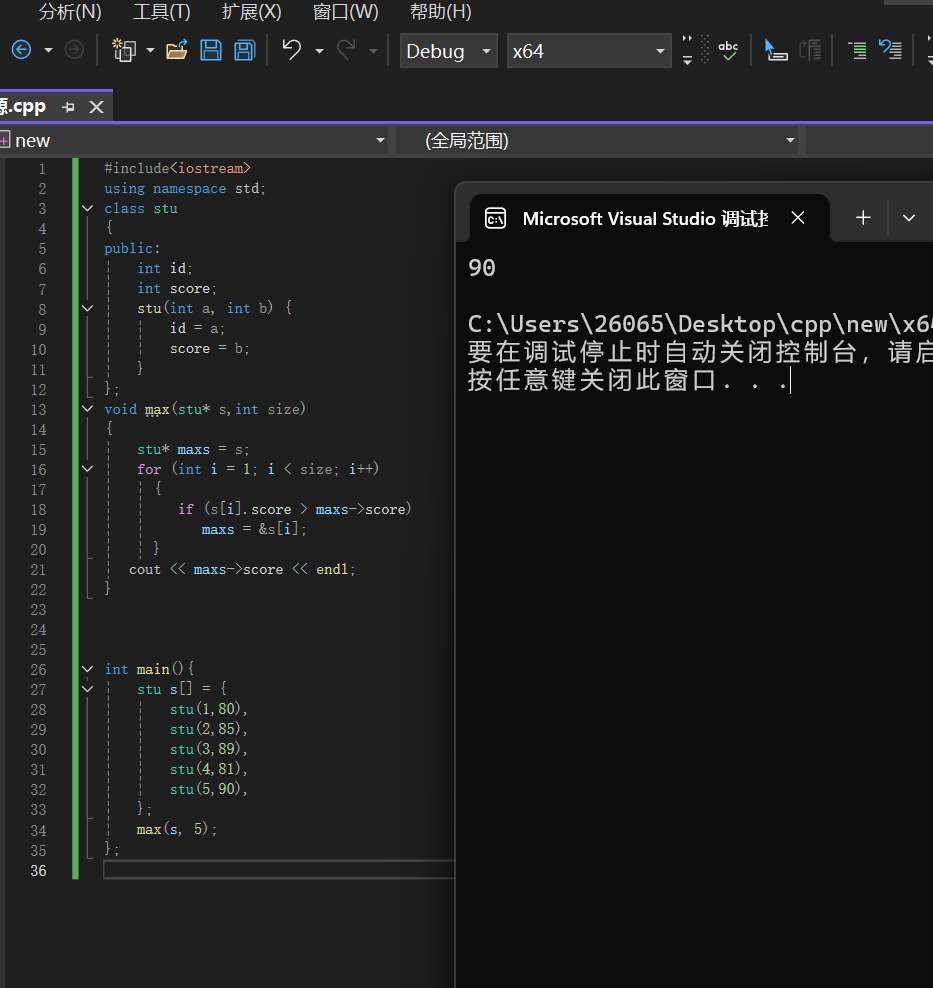 分析(N) 工具(T) 扩展(X) 窗口(W) 帮助(H)
Debug x64 abc
源.cpp
new (全局范围)
1 #include<iostream>
2 using namespace std;
3 class stu
4 {
5 public:
6 int id;
7 int score;
8 stu(int a, int b) {
9 id = a;
10 score = b;
11 }
12 };
13 void max(stu* s,int size)
14 {
15 stu* maxs = s;
16 for (int i = 1; i < size; i++)
17 {
18 if (s[i].score > maxs->score)
19 maxs = &s[i];
20 }
21 cout << maxs->score << endl;
22 }
23
24
25
26 int main(){
27 stu s[] = {
28 stu(1,80),
29 stu(2,85),
30 stu(3,89),
31 stu(4,81),
32 stu(5,90),
33 };
34 max(s, 5);
35 };
36
Microsoft Visual Studio 调试
90
C:\Users\26065\Desktop\cpp\new\x6
要在调试停止时自动关闭控制台，请启
按任意键关闭此窗口. . .